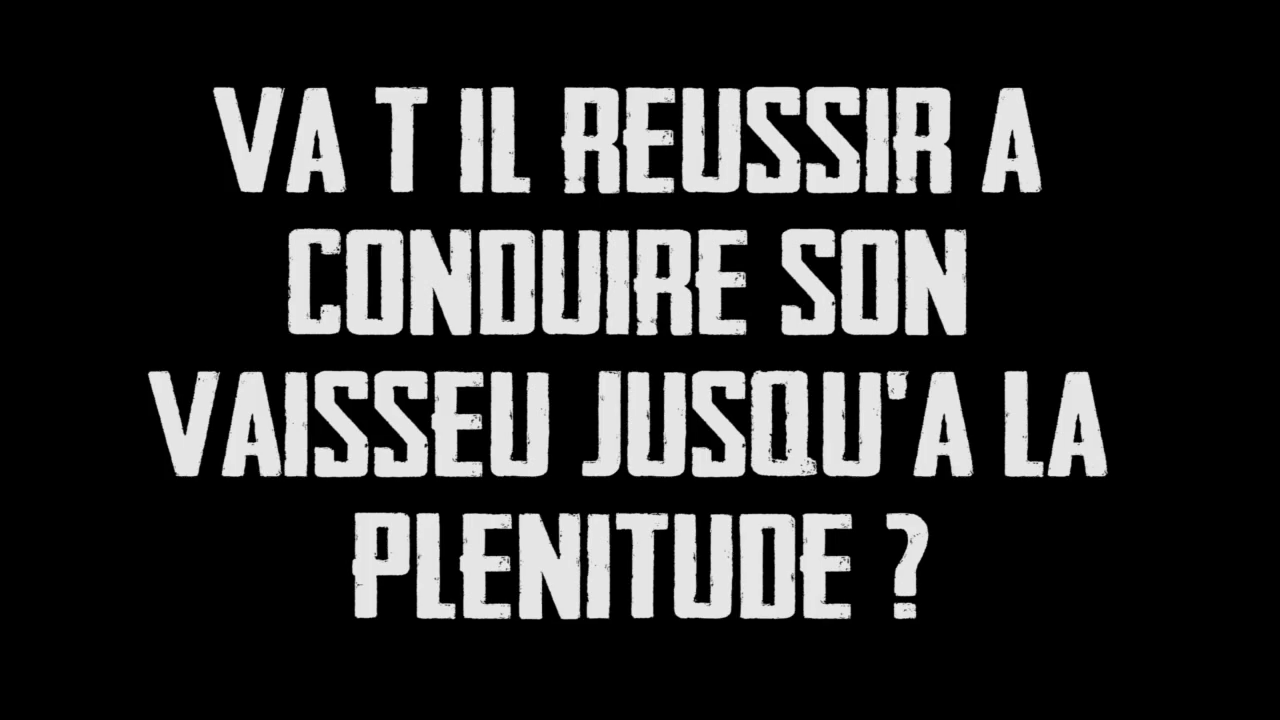 VA T IL REUSSIR A
CONDUIRE SON
VAISSEU JUSQU'A LA
PLENITUDE ?